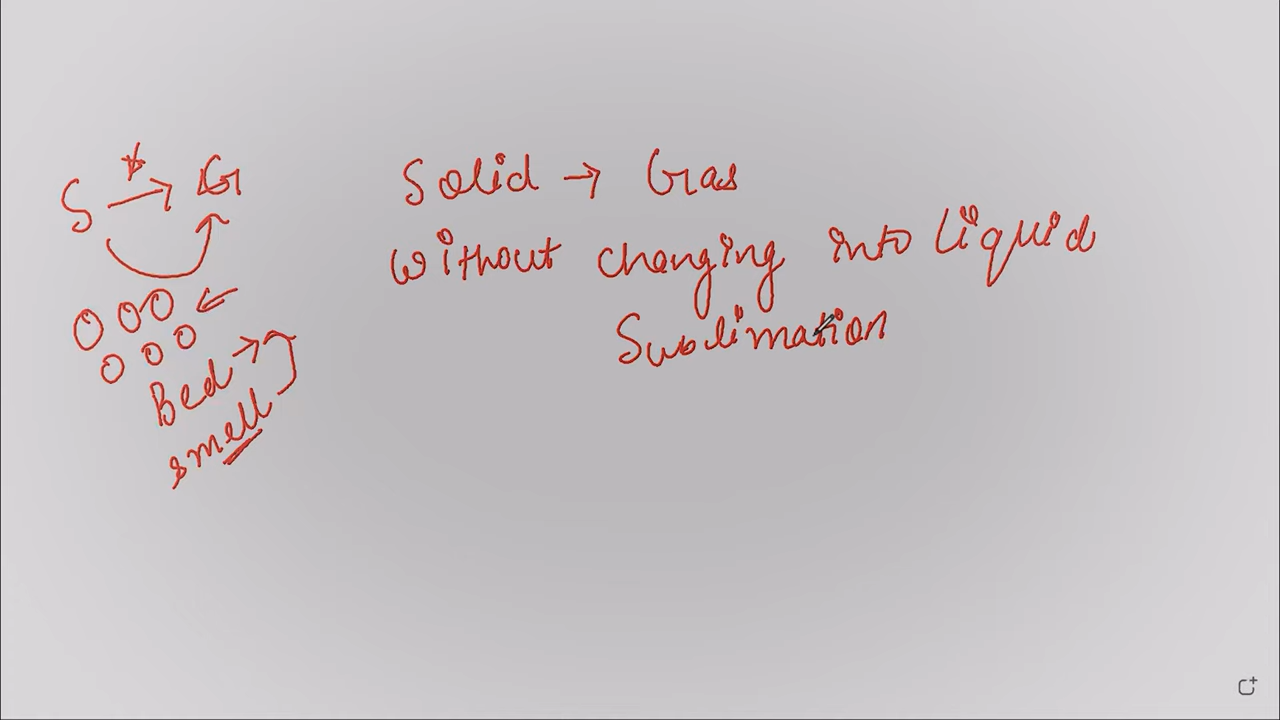 S → G
Bed →
smell
Solid → Gas
without changing into Liquid
Sublimation